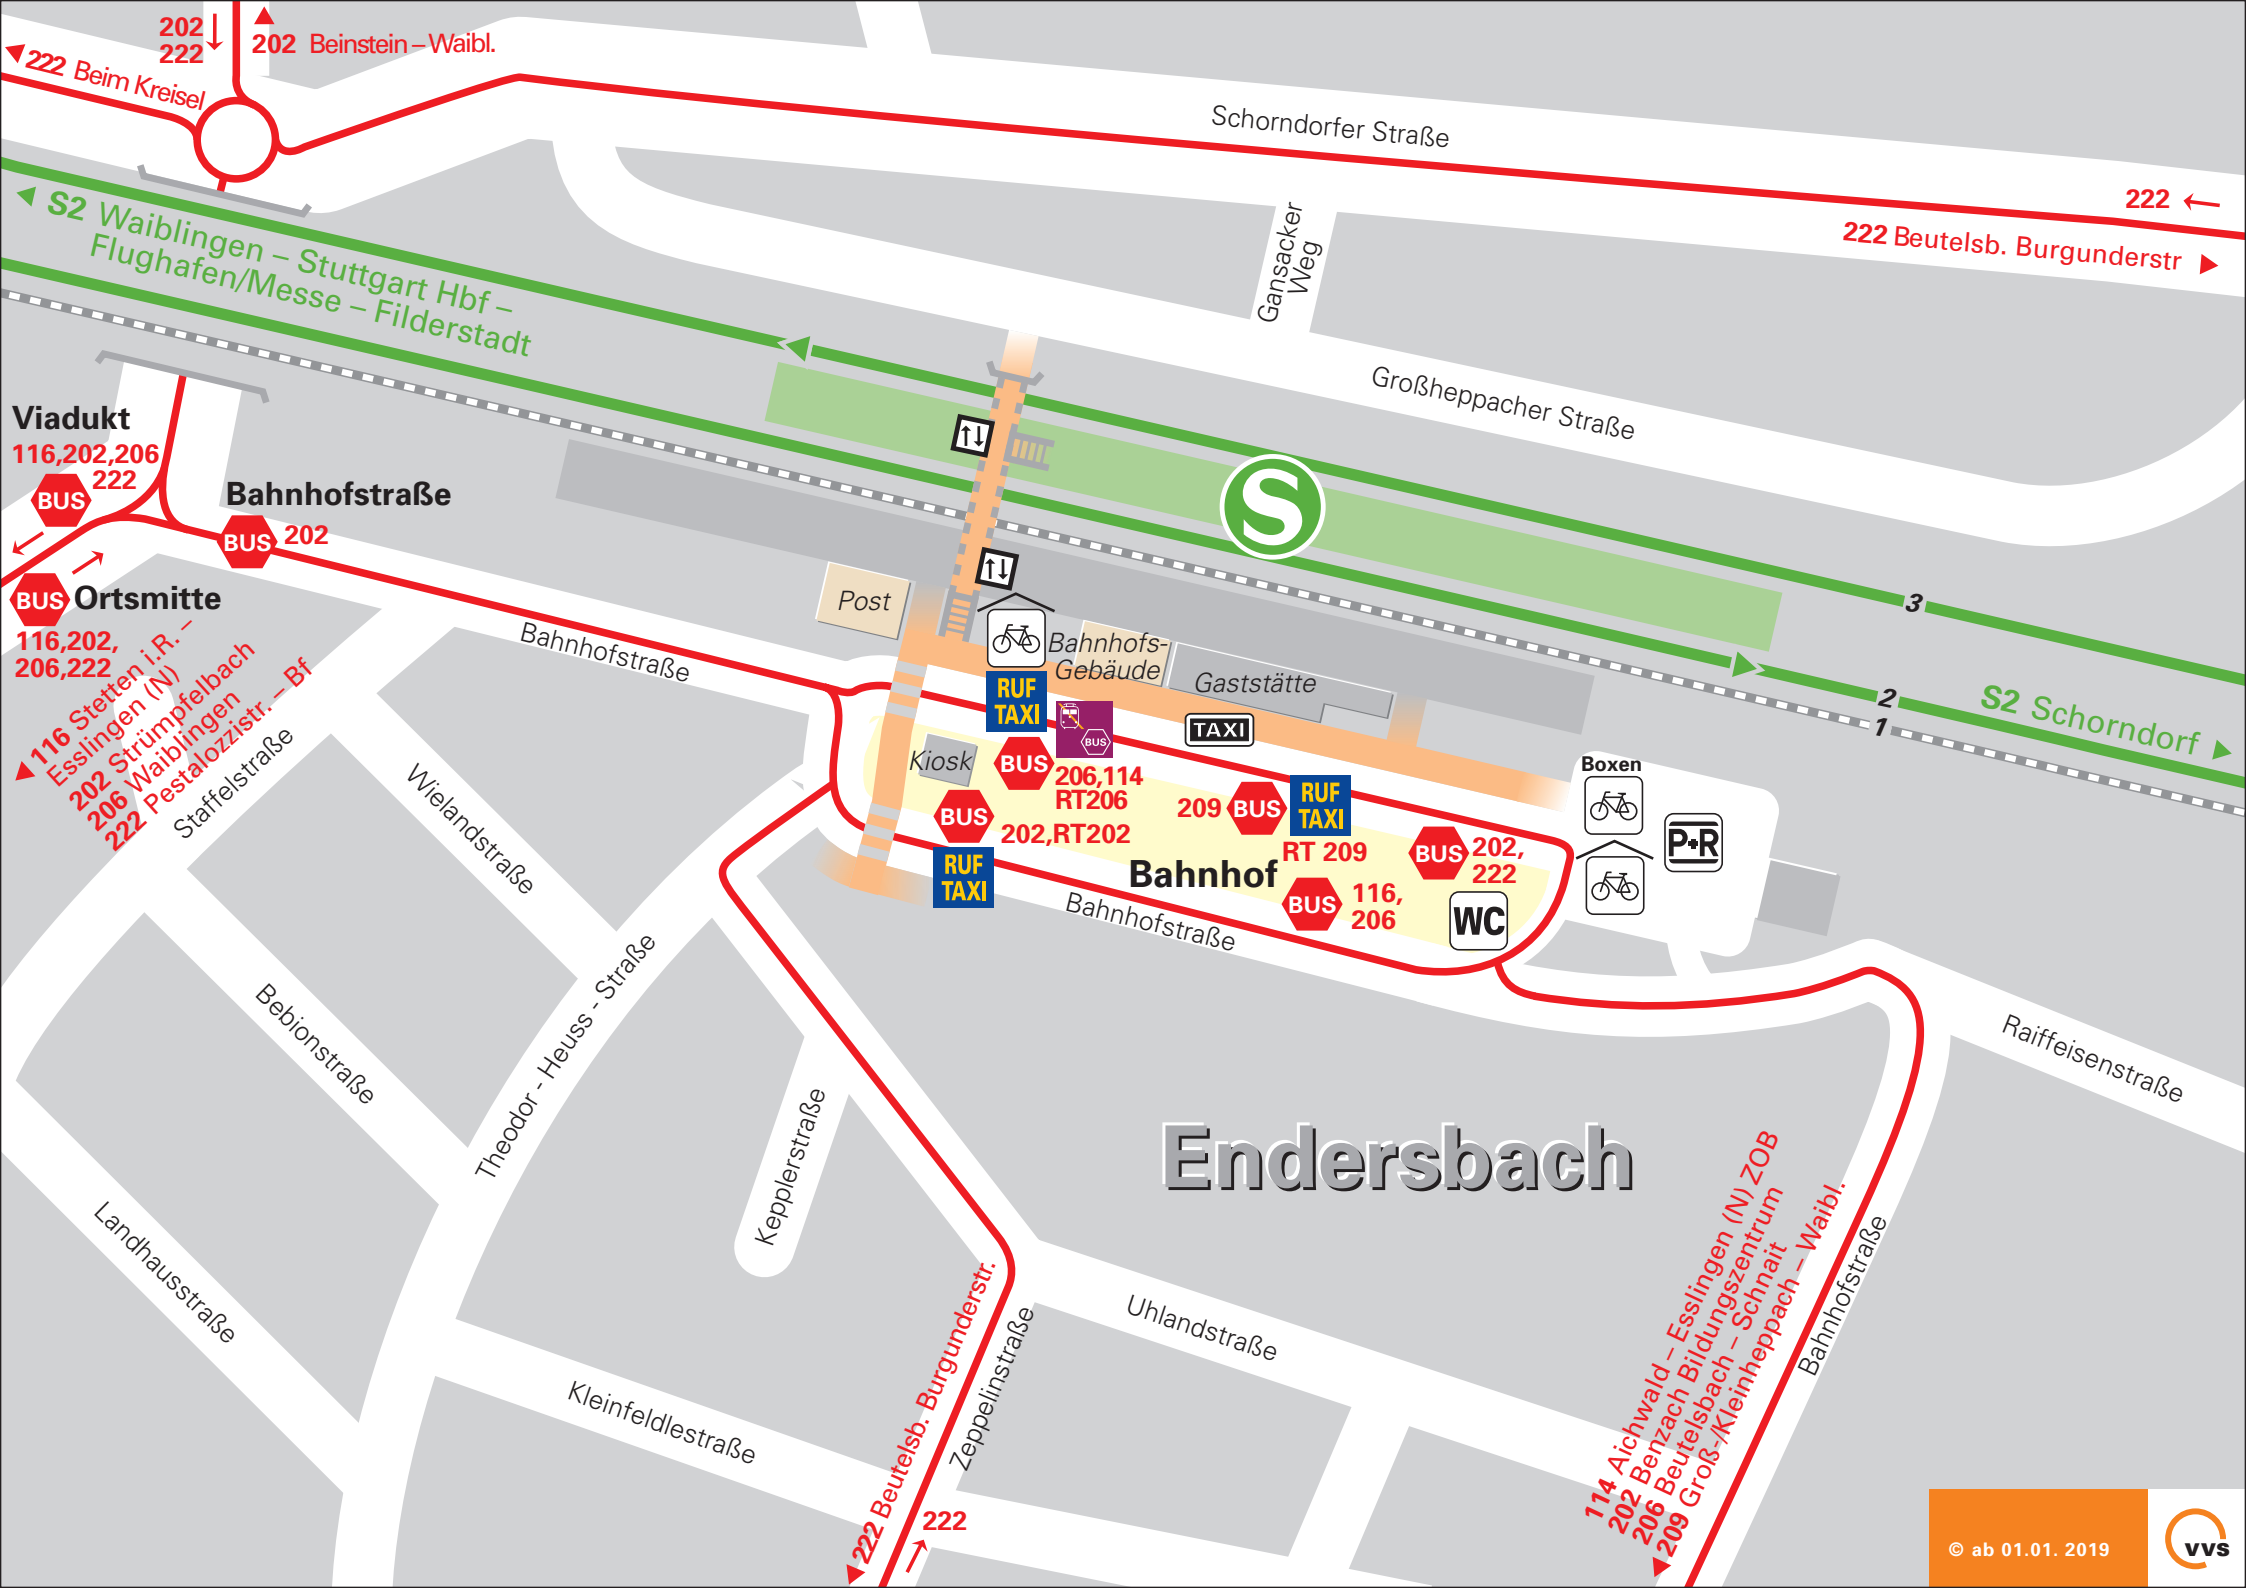 202
222
202 Beinstein – Waibl.
222 Beim Kreisel
Schorndorfer Straße
222
222 Beutelsb. Burgunderstr
S2 Waiblingen – Stuttgart Hbf –
Flughafen/Messe – Filderstadt
Gansacker
Weg
Großheppacher Straße
Viadukt
116,202,206
222
BUS
Bahnhofstraße
BUS 202
BUS Ortsmitte
116,202,
206,222
116 Stetten i.R. –
Esslingen (N)
202 Strümpfelbach
206 Waiblingen
222 Pestalozzistr. – Bf
Staffelstraße
Bahnhofstraße
Post
S
3
2
1
S2 Schorndorf
Bahnhofs-
Gebäude
Gaststätte
RUF
TAXI
BUS
TAXI
Kiosk
BUS
206,114
RT206
BUS
202,RT202
RUF
TAXI
209 BUS
RUF
TAXI
RT 209
BUS 202,
222
Bahnhof
BUS 116,
206
WC
Boxen
P+R
Bahnhofstraße
Wielandstraße
Bebionstraße
Theodor - Heuss - Straße
Kepplerstraße
Landhausstraße
Kleinfeldlestraße
Raiffeisenstraße
Endersbach
Uhlandstraße
Zeppelinstraße
222 Beutelsb. Burgunderstr.
222
114 Aichwald – Esslingen (N) ZOB
202 Benzach Bildungszentrum
206 Beutelsbach – Schnait
209 Groß-/Kleinheppach – Waibl.
Bahnhofstraße
© ab 01.01. 2019
vvs